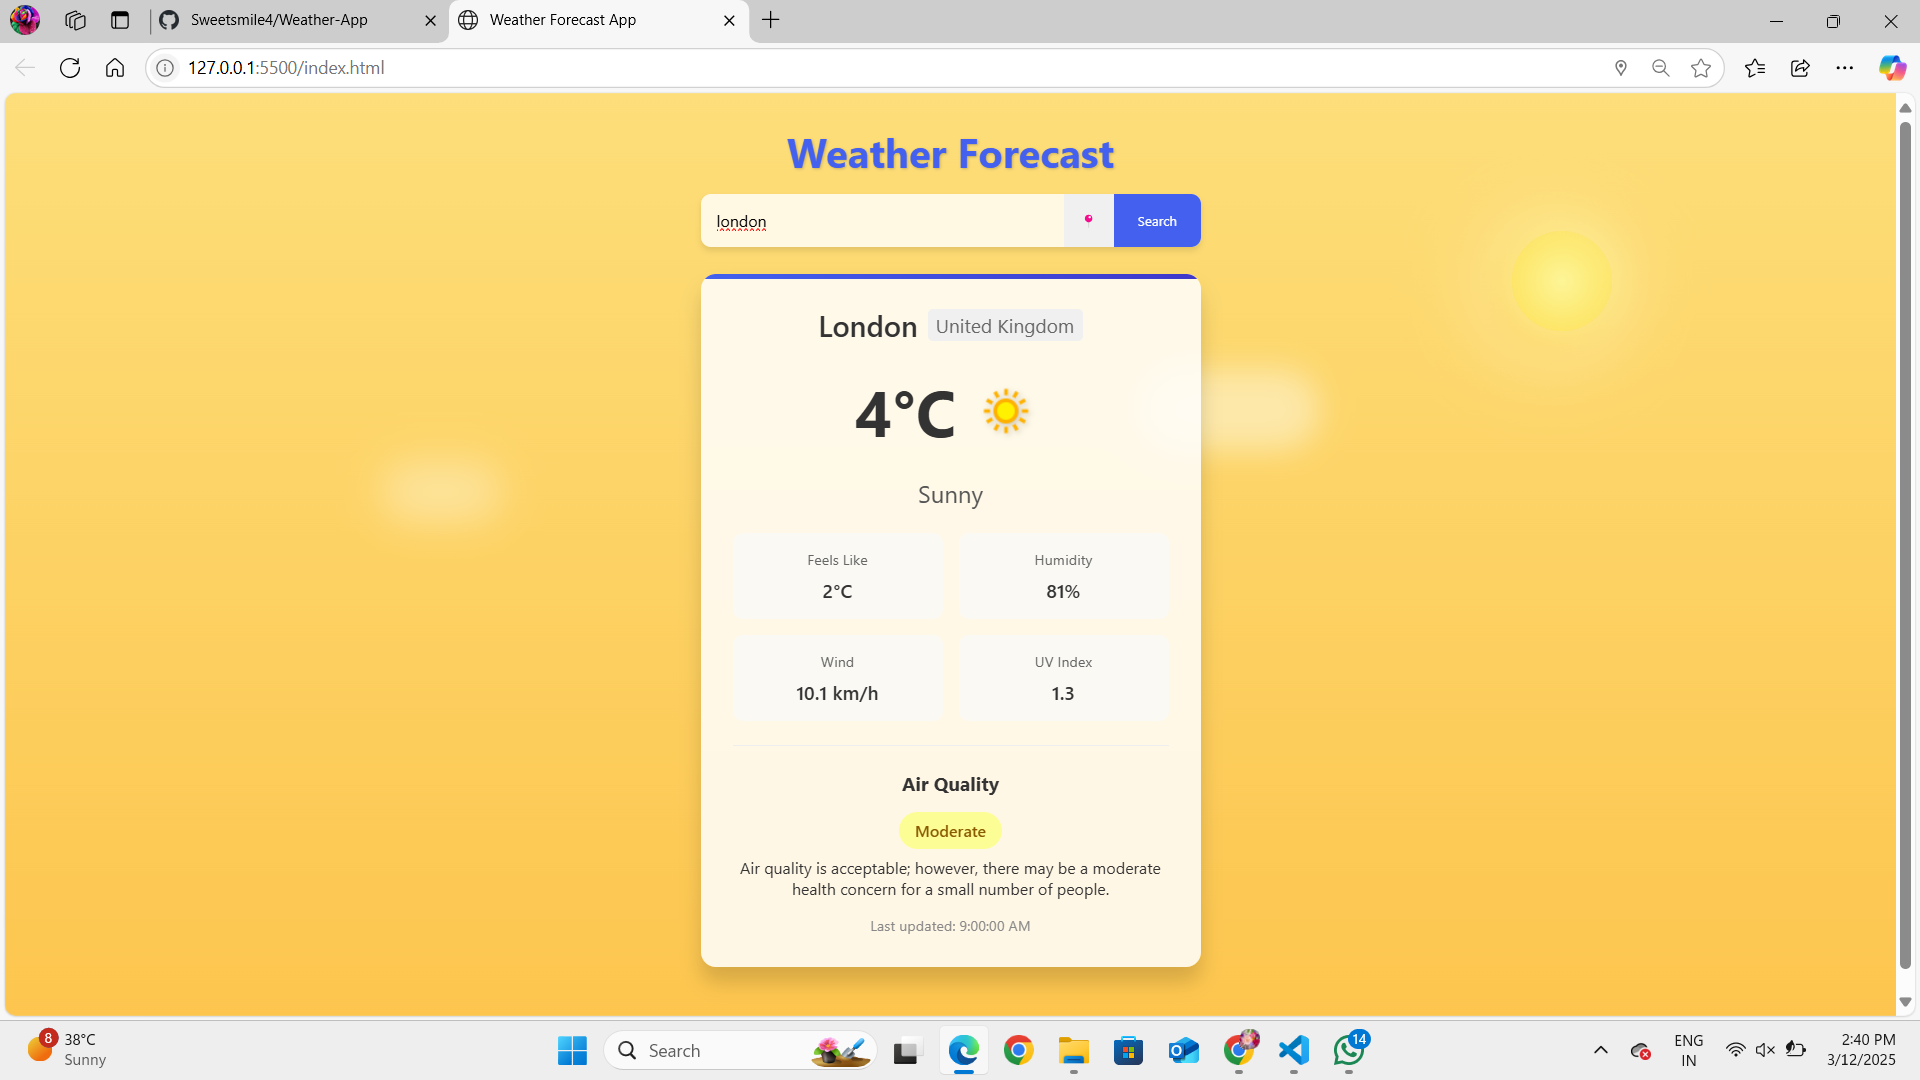 Sweetsmile4/Weather-App
Weather Forecast App
127.0.0.1:5500/index.html
Weather Forecast
london
Search
London United Kingdom
4°C
Sunny
Feels Like
2°C
Humidity
81%
Wind
10.1 km/h
UV Index
1.3
Air Quality
Moderate
Air quality is acceptable; however, there may be a moderate
health concern for a small number of people.
Last updated: 9:00:00 AM
8
38°C
Sunny
Search
14
ENG
IN
2:40 PM
3/12/2025